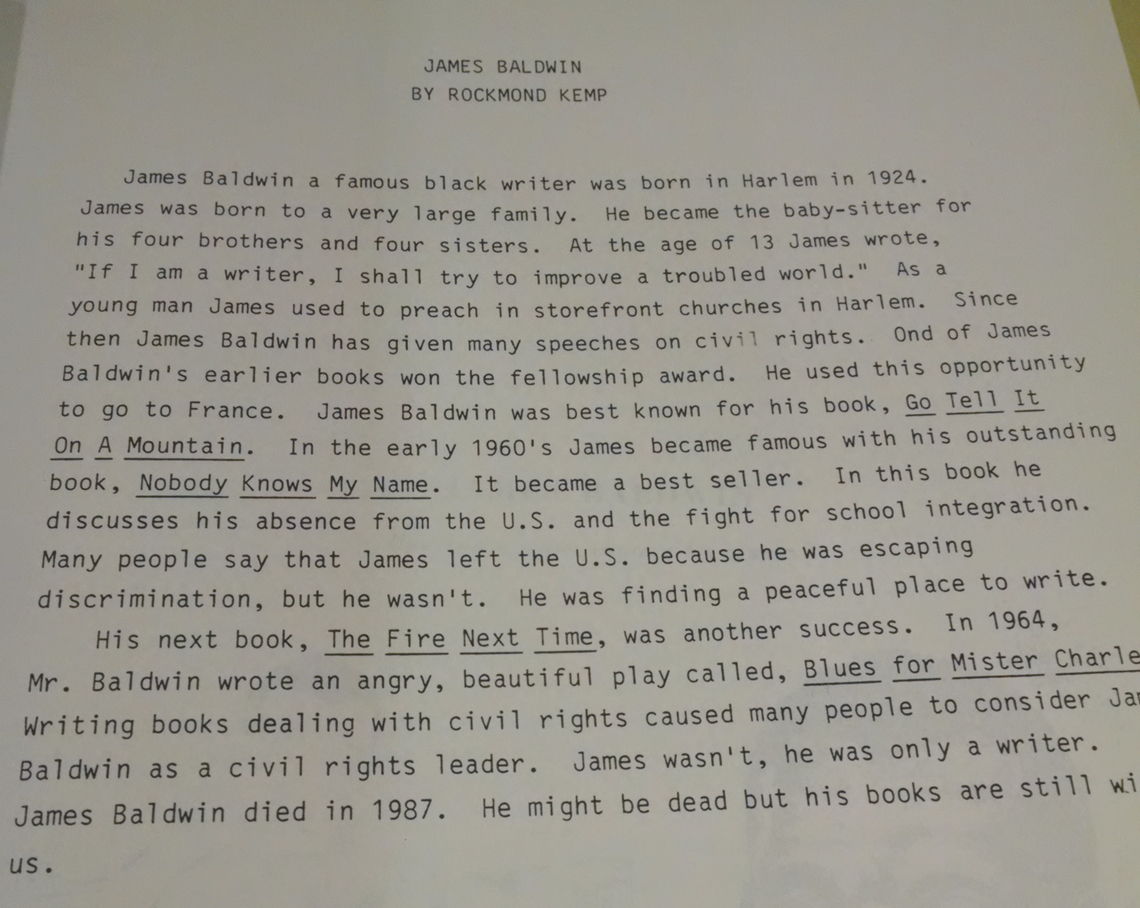 JAMES BALDWIN
BY ROCKMOND KEMP
James Baldwin a famous black writer was born in Harlem in 1924.
James was born to a very large family. He became the baby-sitter for
his four brothers and four sisters. At the age of 13 James wrote,
"If I am a writer, I shall try to improve a troubled world." As a
young man James used to preach in storefront churches in Harlem. Since
then James Baldwin has given many speeches on civil rights. Ond of James
Baldwin's earlier books won the fellowship award. He used this opportunity
to go to France. James Baldwin was best known for his book, Go Tell It
On A Mountain. In the early 1960's James became famous with his outstanding
book, Nobody Knows My Name. It became a best seller. In this book he
discusses his absence from the U.S. and the fight for school integration.
Many people say that James left the U.S. because he was escaping
discrimination, but he wasn't. He was finding a peaceful place to write.
His next book, The Fire Next Time, was another success. In 1964,
Mr. Baldwin wrote an angry, beautiful play called, Blues for Mister
Writing books dealing with civil rights caused many people to consider
Baldwin as a civil rights leader. James wasn't, he was only a writer.
James Baldwin died in 1987. He might be dead but his books are still
us.